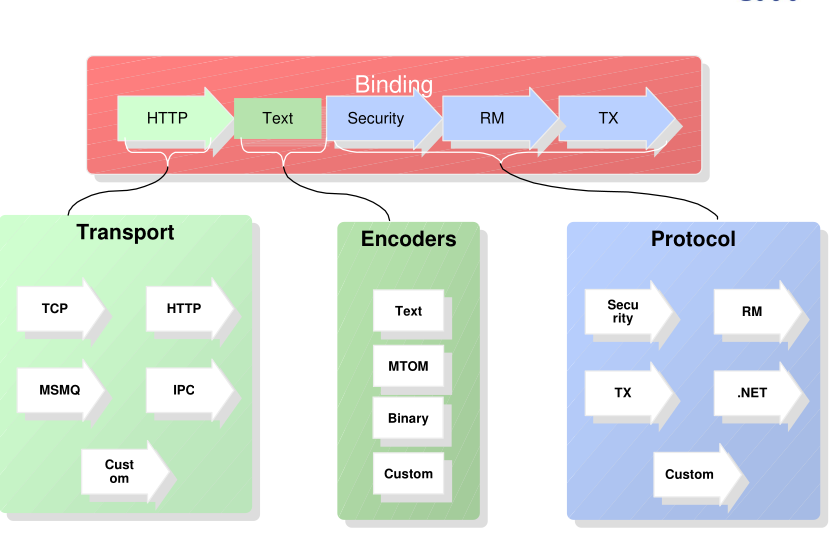 Binding
HTTP Text Security RM TX
Transport
TCP HTTP
MSMQ IPC
Cust
om
Encoders
Text
MTOM
Binary
Custom
Protocol
Secu
rity
RM
TX .NET
Custom